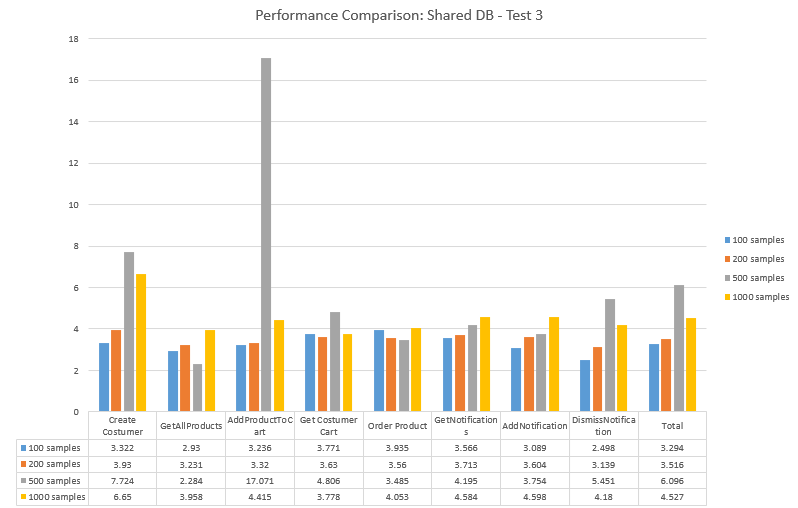 Performance Comparison: Shared DB - Test 3
18
16
14
12
10
8
6
4
2
0
100 samples
200 samples
500 samples
1000 samples
Create Costumer GetAllProducts AddProductToCart Get Costumer Cart Order Product GetNotifications AddNotification DismissNotification Total
100 samples 3.322 2.93 3.236 3.771 3.935 3.566 3.089 2.498 3.294
200 samples 3.93 3.231 3.32 3.63 3.56 3.713 3.604 3.139 3.516
500 samples 7.724 2.284 17.071 4.806 3.485 4.195 3.754 5.451 6.096
1000 samples 6.65 3.958 4.415 3.778 4.053 4.584 4.598 4.18 4.527